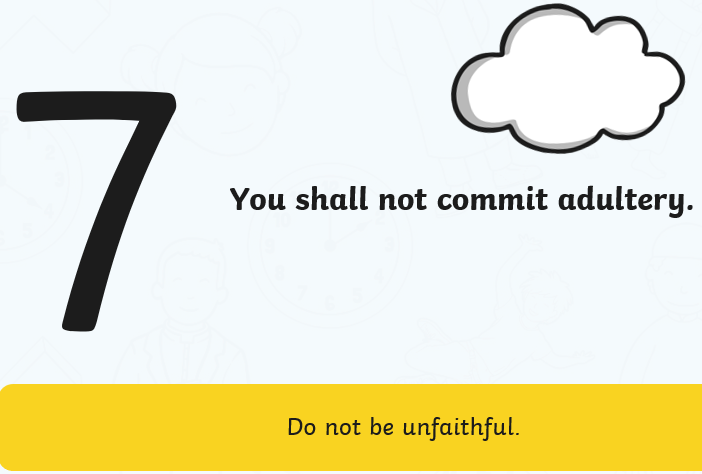 7
You shall not commit adultery.
Do not be unfaithful.